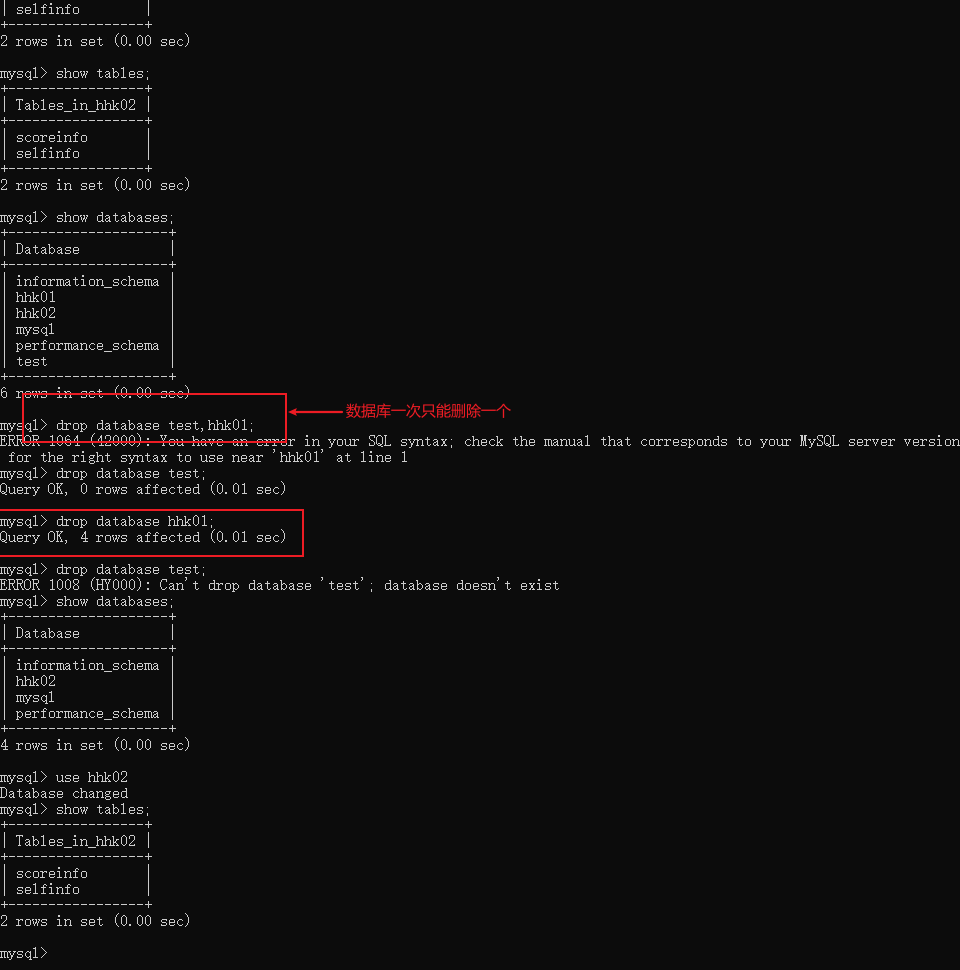 | selfinfo        |
+-----------------+
2 rows in set (0.00 sec)
mysql> show tables;
+-----------------+
| Tables_in_hhk02 |
+-----------------+
| scoreinfo       |
| selfinfo        |
+-----------------+
2 rows in set (0.00 sec)
mysql> show databases;
+--------------------+
| Database           |
+--------------------+
| information_schema |
| hhk01              |
| hhk02              |
| mysql              |
| performance_schema |
| test               |
+--------------------+
6 rows in set (0.00 sec)
数据库一次只能删除一个
mysql> drop database test,hhk01;
ERROR 1064 (42000): You have an error in your SQL syntax; check the manual that corresponds to your MySQL server version
 for the right syntax to use near 'hhk01' at line 1
mysql> drop database test;
Query OK, 0 rows affected (0.01 sec)
mysql> drop database hhk01;
Query OK, 4 rows affected (0.01 sec)
mysql> drop database test;
ERROR 1008 (HY000): Can't drop database 'test'; database doesn't exist
mysql> show databases;
+--------------------+
| Database           |
+--------------------+
| information_schema |
| hhk02              |
| mysql              |
| performance_schema |
+--------------------+
4 rows in set (0.00 sec)
mysql> use hhk02
Database changed
mysql> show tables;
+-----------------+
| Tables_in_hhk02 |
+-----------------+
| scoreinfo       |
| selfinfo        |
+-----------------+
2 rows in set (0.00 sec)
mysql>